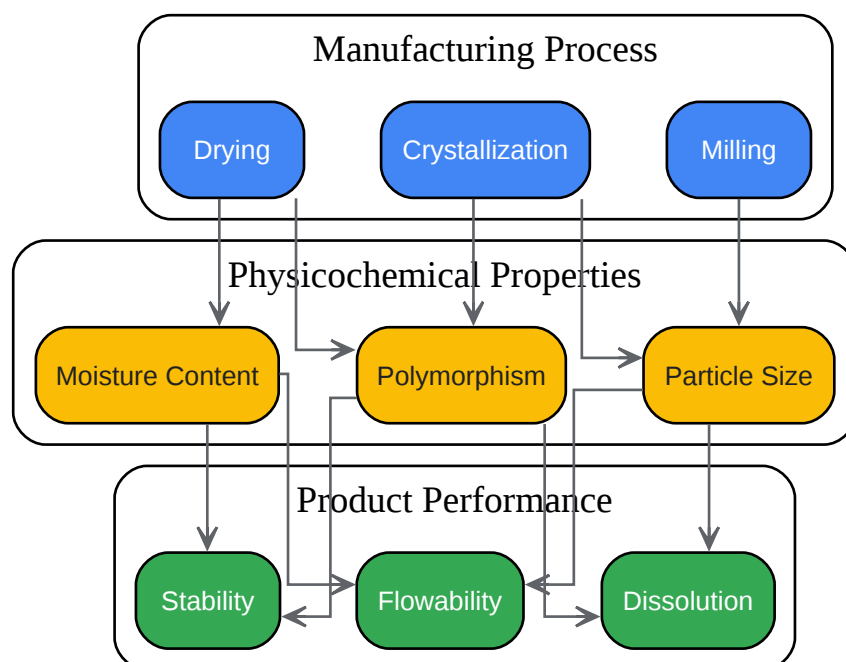 Manufacturing Process
Drying
Crystallization
Milling
Physicochemical Properties
Moisture Content
Polymorphism
Particle Size
Product Performance
Stability
Flowability
Dissolution